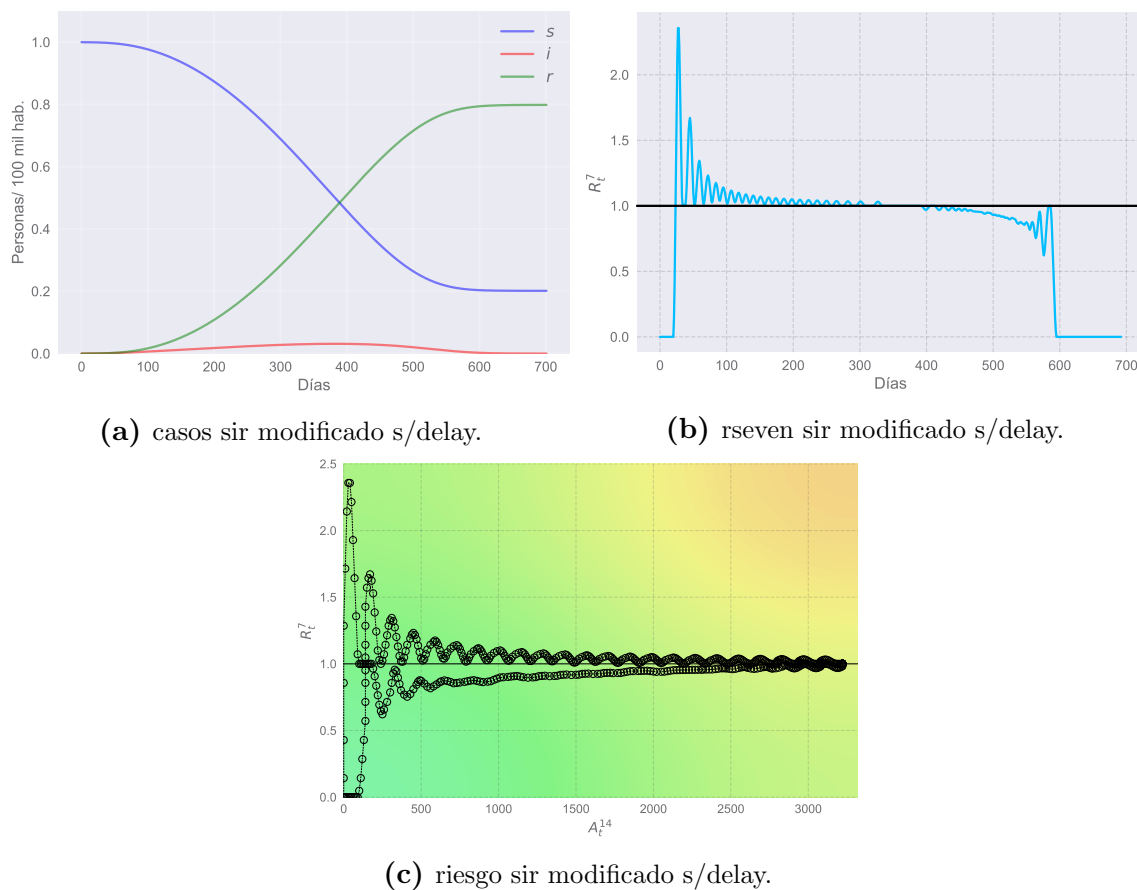 1.0
0.8
0.6
0.4
0.2
0.0
Personas/ 100 mil hab.
s
i
r
0 100 200 300 400 500 600 700
Días
(a) casos sir modificado s/delay.
2.0
1.5
1.0
0.5
0.0
R_t^7
0 100 200 300 400 500 600 700
Días
(b) rseven sir modificado s/delay.
2.5
2.0
1.5
1.0
0.5
0.0
R_t^7
0 500 1000 1500 2000 2500 3000
A_t^14
(c) riesgo sir modificado s/delay.